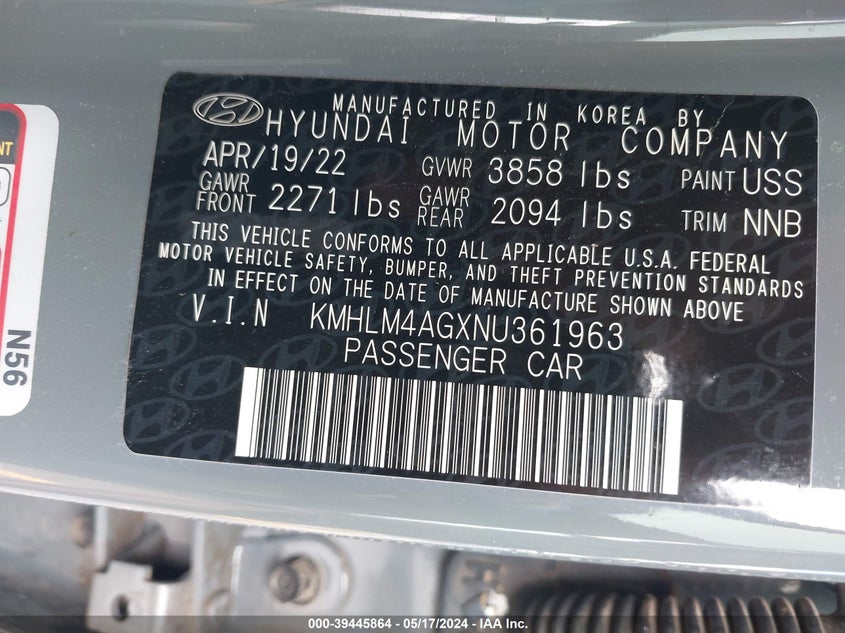 MANUFACTURED IN KOREA BY
HYUNDAI MOTOR COMPANY
APR/19/22 GVWR 3858 lbs PAINT USS
GAWR FRONT 2271 lbs GAWR REAR 2094 lbs TRIM NNB
THIS VEHICLE CONFORMS TO ALL APPLICABLE U.S.A. FEDERAL
MOTOR VEHICLE SAFETY, BUMPER, AND THEFT PREVENTION STANDARDS
IN EFFECT ON THE DATE OF MANUFACTURE SHOWN ABOVE
V.I.N KMHLM4AGXNU361963
PASSENGER CAR
N56
000-39445864 - 05/17/2024 - IAA Inc.